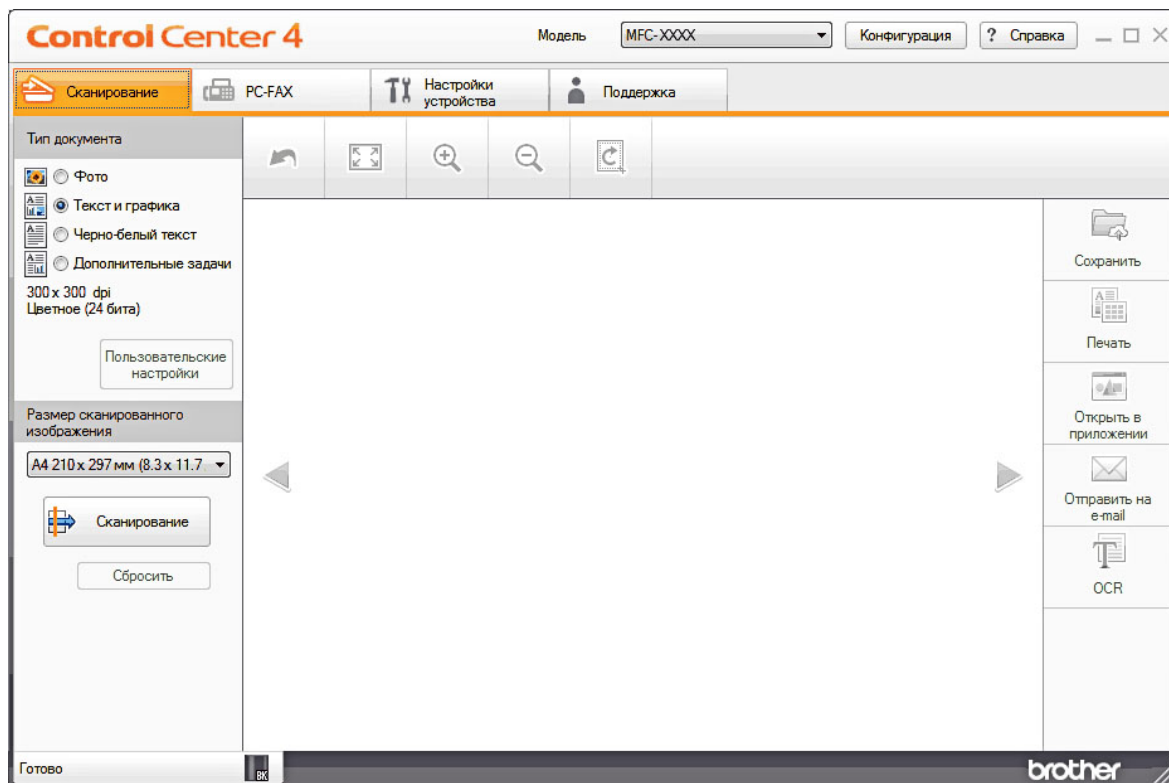 Control Center 4
Модель
MFC-XXXX
Конфигурация
? Справка
Сканирование
PC-FAX
Настройки
устройства
Поддержка
Тип документа
Фото
Текст и графика
Черно-белый текст
Дополнительные задачи
300 x 300 dpi
Цветное (24 бита)
Пользовательские
настройки
Размер сканированного
изображения
A4 210 x 297 мм (8.3 x 11.7
Сканирование
Сбросить
Сохранить
Печать
Открыть в
приложении
Отправить на
e-mail
OCR
Готово
BK
brother